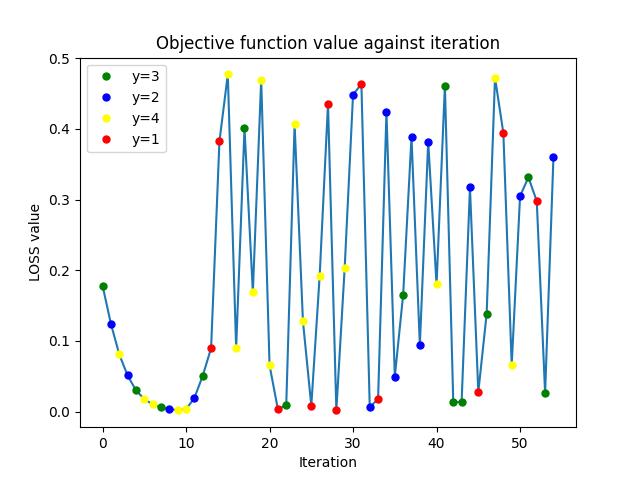 Objective function value against iteration
y=3
y=2
y=4
y=1
LOSS value
0.5
0.4
0.3
0.2
0.1
0.0
0 10 20 30 40 50
Iteration